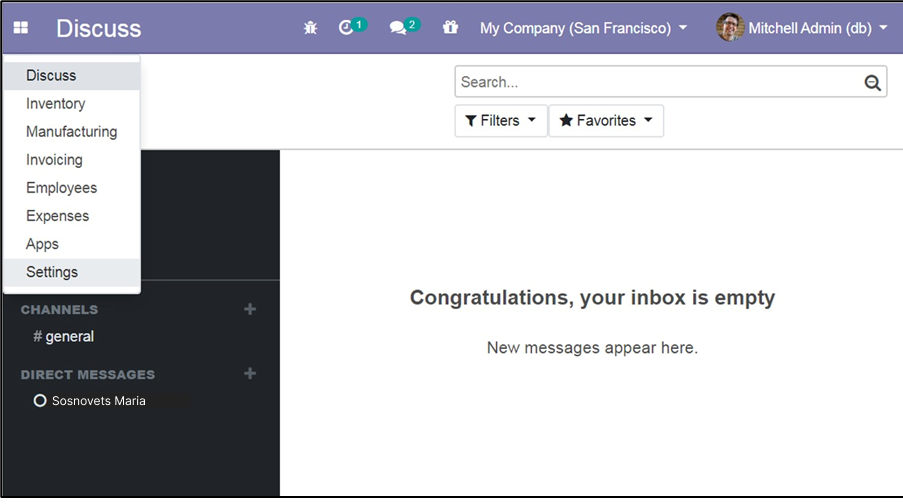 Discuss
1
2
My Company (San Francisco)
Mitchell Admin (db)
Discuss
Inventory
Manufacturing
Invoicing
Employees
Expenses
Apps
Settings
Search...
Filters
Favorites
CHANNELS
# general
DIRECT MESSAGES
Sosnovets Maria
Congratulations, your inbox is empty
New messages appear here.